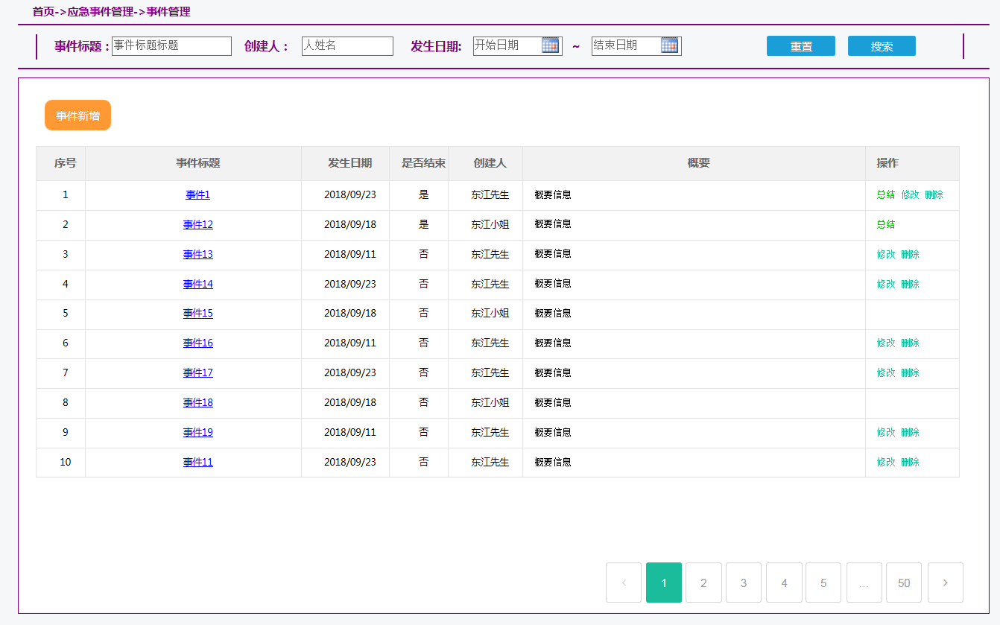 首页->应急事件管理->事件管理
事件标题： 事件标题标题 创建人： 人姓名 发生日期: 开始日期 ~ 结束日期 重置 搜索
事件新增
序号 事件标题 发生日期 是否结束 创建人 概要 操作
1 事件1 2018/09/23 是 东江先生 概要信息 总结 修改 删除
2 事件12 2018/09/18 是 东江小姐 概要信息 总结
3 事件13 2018/09/11 否 东江先生 概要信息 修改 删除
4 事件14 2018/09/23 否 东江先生 概要信息 修改 删除
5 事件15 2018/09/18 否 东江小姐 概要信息
6 事件16 2018/09/11 否 东江先生 概要信息 修改 删除
7 事件17 2018/09/23 否 东江先生 概要信息 修改 删除
8 事件18 2018/09/18 否 东江小姐 概要信息
9 事件19 2018/09/11 否 东江先生 概要信息 修改 删除
10 事件11 2018/09/23 否 东江先生 概要信息 修改 删除
< 1 2 3 4 5 ... 50 >